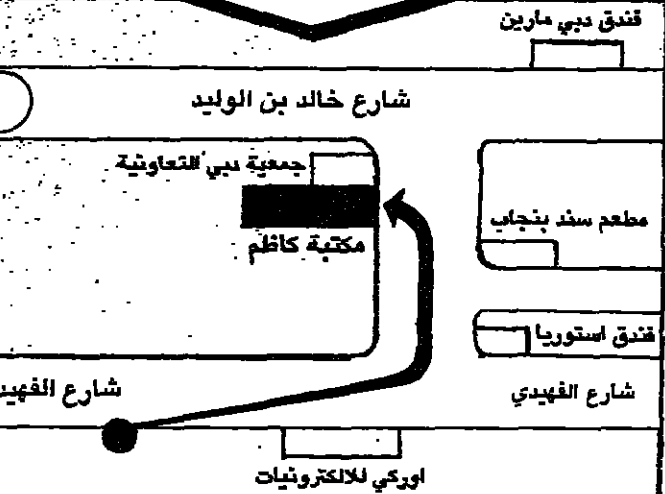 فندق دبي مارين
شارع خالد بن الوليد
جمعية دبي التعاونية
مطعم سند بنجاب
مكتبة كاظم
فندق استوريا
شارع الفهيدي
شارع الفهيد
اوركي للالكترونيات